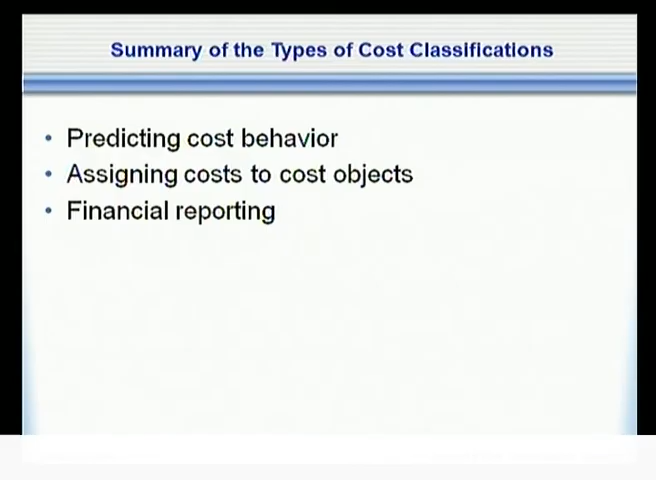 Summary of the Types of Cost Classifications
• Predicting cost behavior
• Assigning costs to cost objects
• Financial reporting